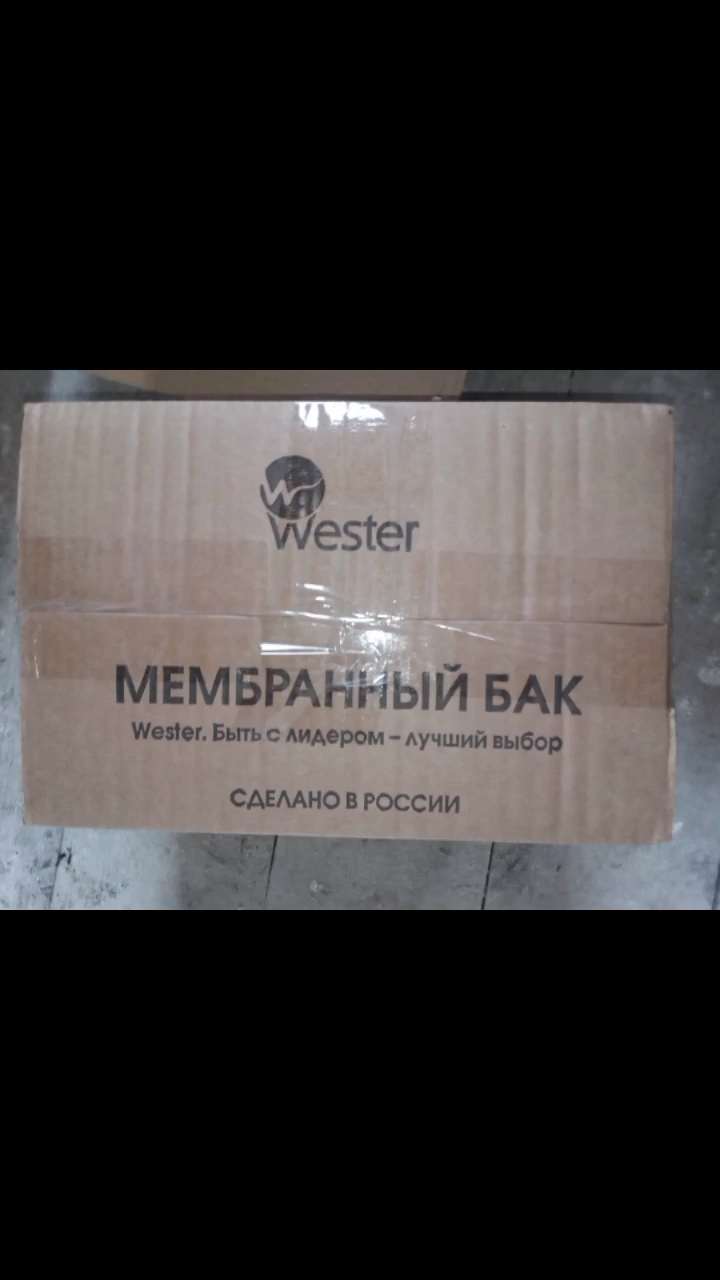 Wester
МЕМБРАННЫЙ БАК
Wester. Быть с лидером – лучший выбор
СДЕЛАНО В РОССИИ